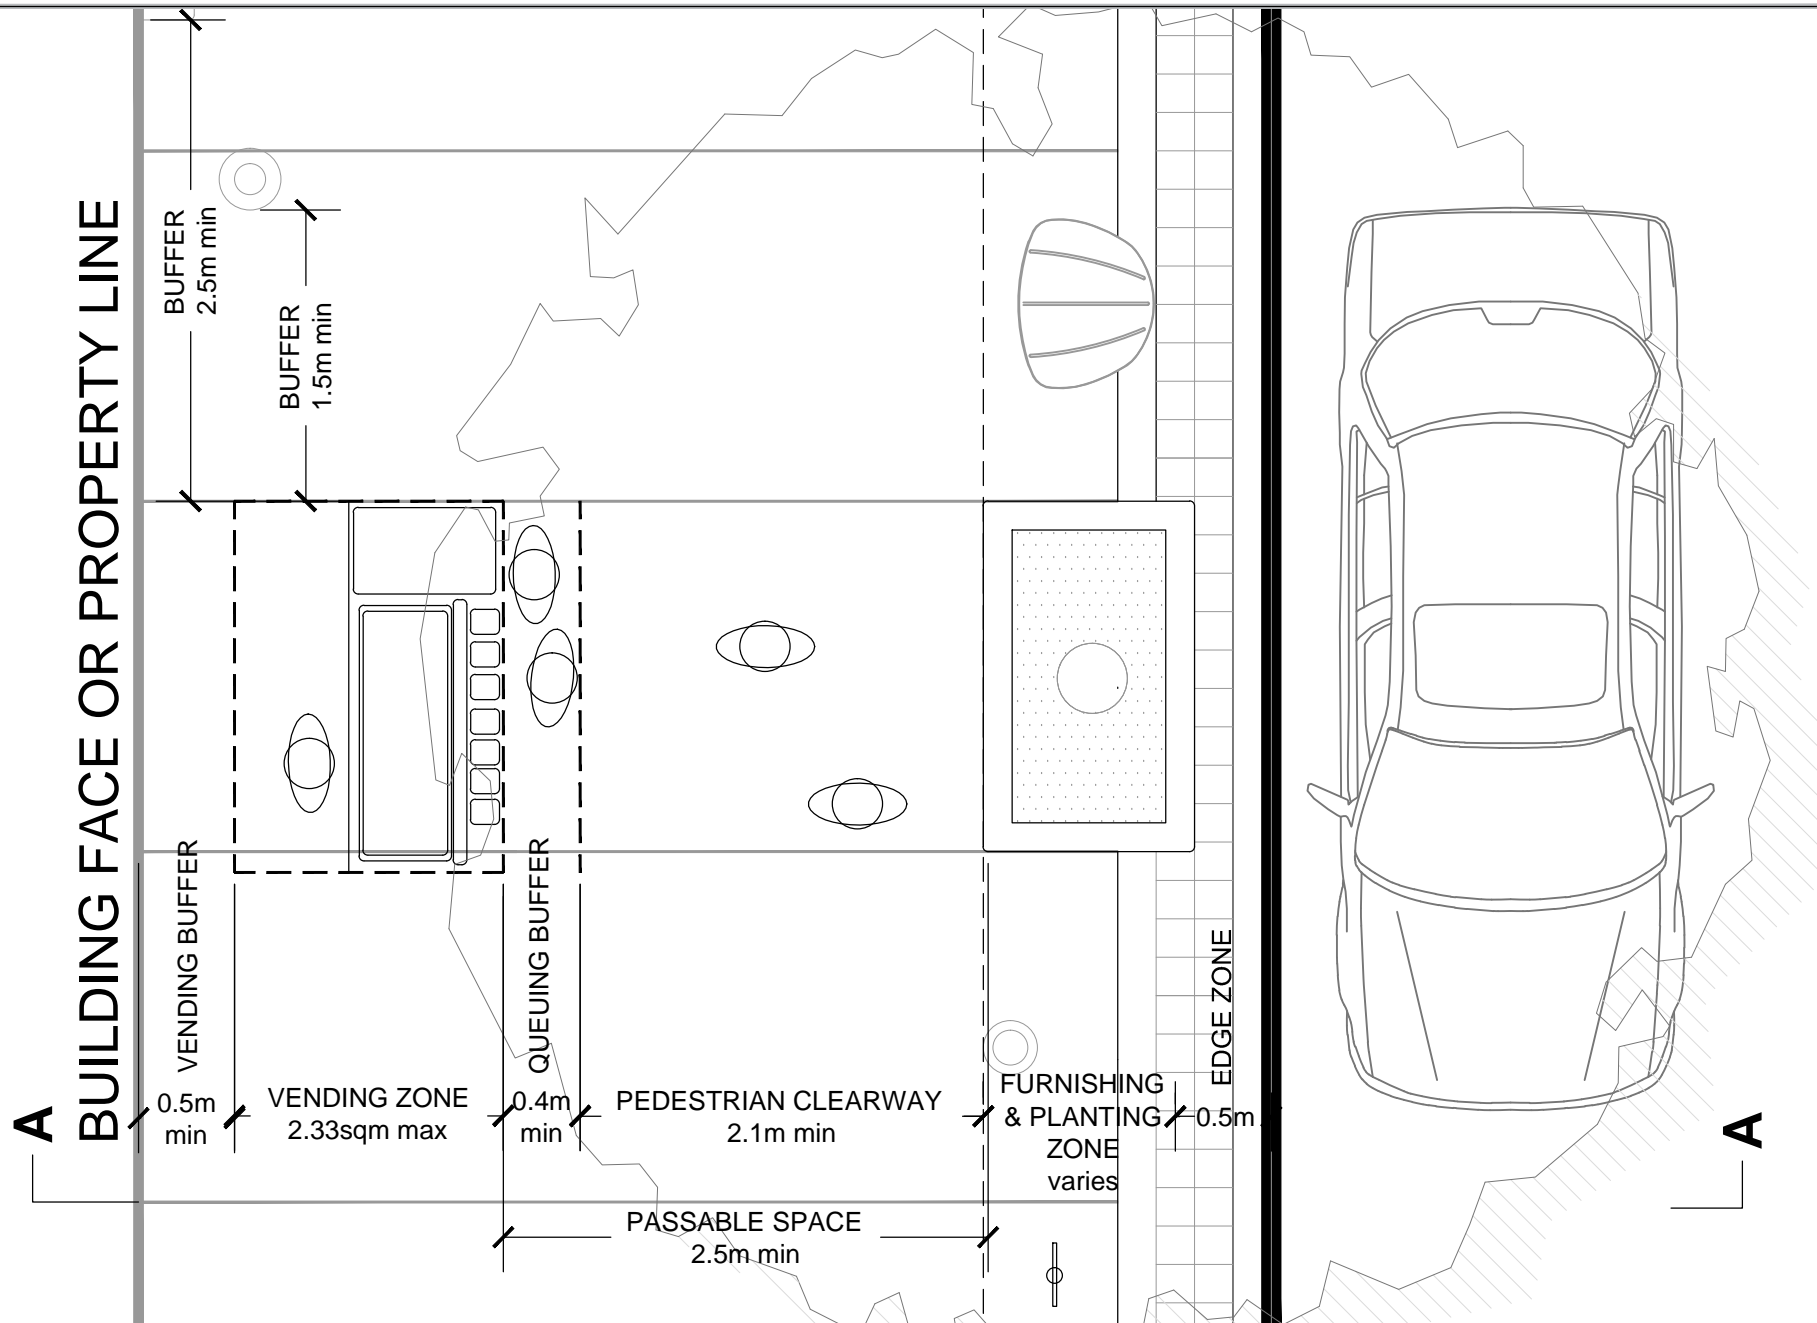 BUILDING FACE OR PROPERTY LINE
BUFFER
2.5m min
BUFFER
1.5m min
VENDING BUFFER
QUEUING BUFFER
EDGE ZONE
0.5m
min
VENDING ZONE
2.33sqm max
0.4m
min
PEDESTRIAN CLEARWAY
2.1m min
FURNISHING
& PLANTING
ZONE
varies
0.5m
PASSABLE SPACE
2.5m min
A
A